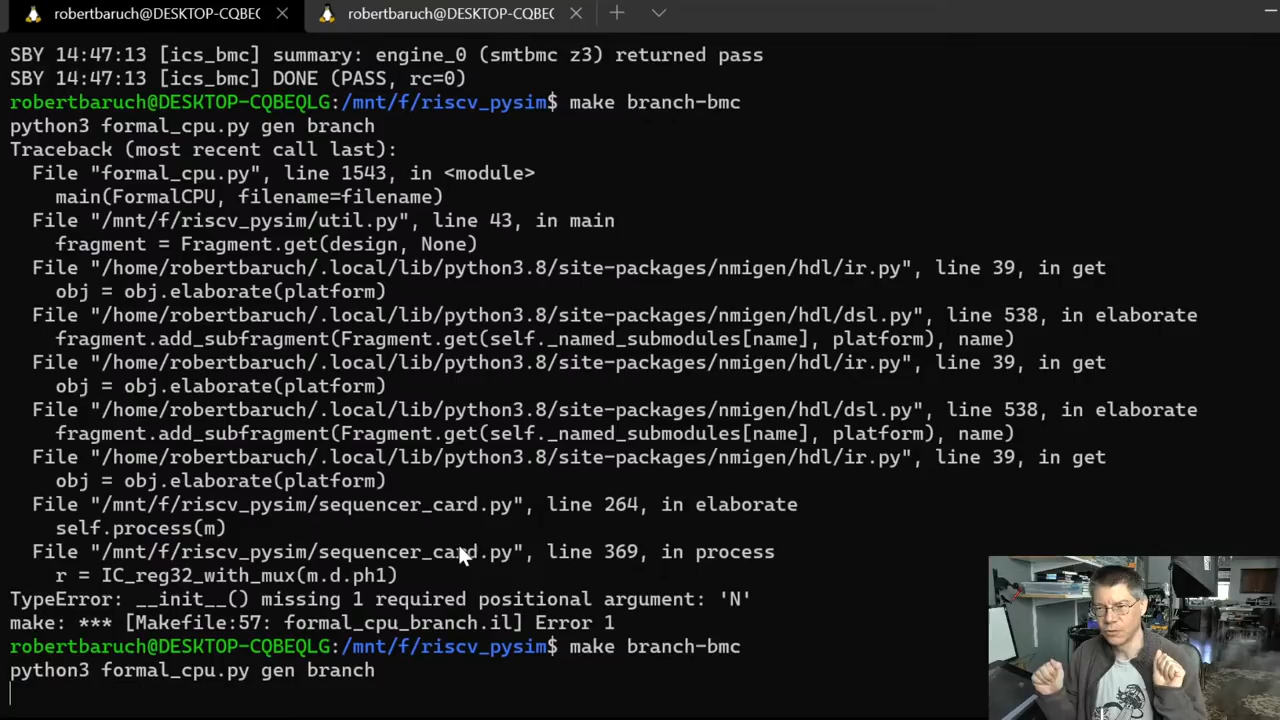 robertbaruch@DESKTOP-CQBEQ(
robertbaruch@DESKTOP-CQBEQ(
SBY 14:47:13 [ics_bmc] summary: engine_0 (smtbmc z3) returned pass
SBY 14:47:13 [ics_bmc] DONE (PASS, rc=0)
robertbaruch@DESKTOP-CQBEQLG:/mnt/f/riscv_pysim$ make branch-bmc
python3 formal_cpu.py gen branch
Traceback (most recent call last):
  File "formal_cpu.py", line 1543, in <module>
    main(FormalCPU, filename=filename)
  File "/mnt/f/riscv_pysim/util.py", line 43, in main
    fragment = Fragment.get(design, None)
  File "/home/robertbaruch/.local/lib/python3.8/site-packages/nmigen/hdl/ir.py", line 39, in get
    obj = obj.elaborate(platform)
  File "/home/robertbaruch/.local/lib/python3.8/site-packages/nmigen/hdl/dsl.py", line 538, in elaborate
    fragment.add_subfragment(Fragment.get(self._named_submodules[name], platform), name)
  File "/home/robertbaruch/.local/lib/python3.8/site-packages/nmigen/hdl/ir.py", line 39, in get
    obj = obj.elaborate(platform)
  File "/home/robertbaruch/.local/lib/python3.8/site-packages/nmigen/hdl/dsl.py", line 538, in elaborate
    fragment.add_subfragment(Fragment.get(self._named_submodules[name], platform), name)
  File "/home/robertbaruch/.local/lib/python3.8/site-packages/nmigen/hdl/ir.py", line 39, in get
    obj = obj.elaborate(platform)
  File "/mnt/f/riscv_pysim/sequencer_card.py", line 264, in elaborate
    self.process(m)
  File "/mnt/f/riscv_pysim/sequencer_card.py", line 369, in process
    r = IC_reg32_with_mux(m.d.ph1)
TypeError: __init__() missing 1 required positional argument: 'N'
make: *** [Makefile:57: formal_cpu_branch.il] Error 1
robertbaruch@DESKTOP-CQBEQLG:/mnt/f/riscv_pysim$ make branch-bmc
python3 formal_cpu.py gen branch